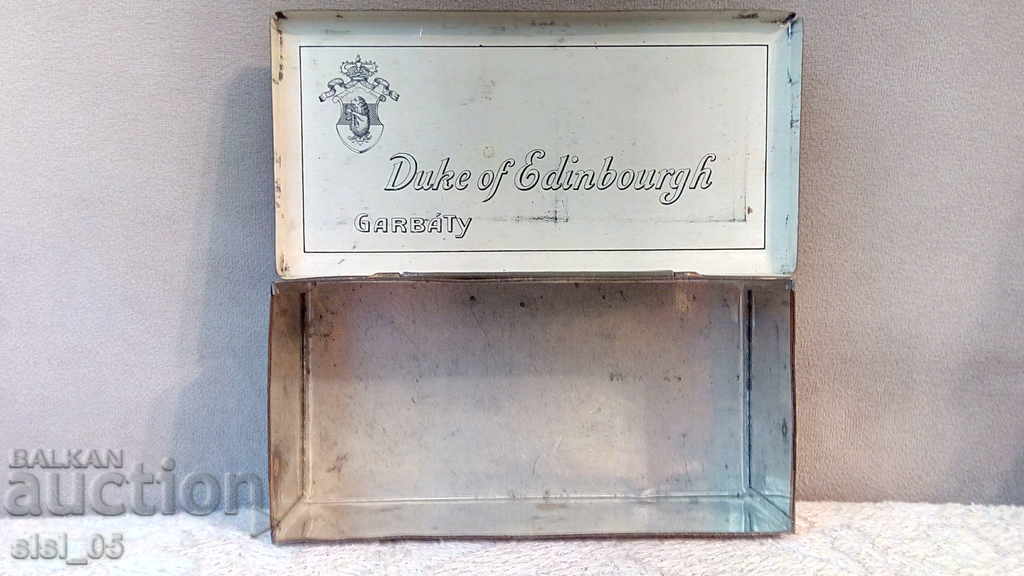 Duke of Edinbourgh
GARBÁTY
BALKAN
auction
slsl_05